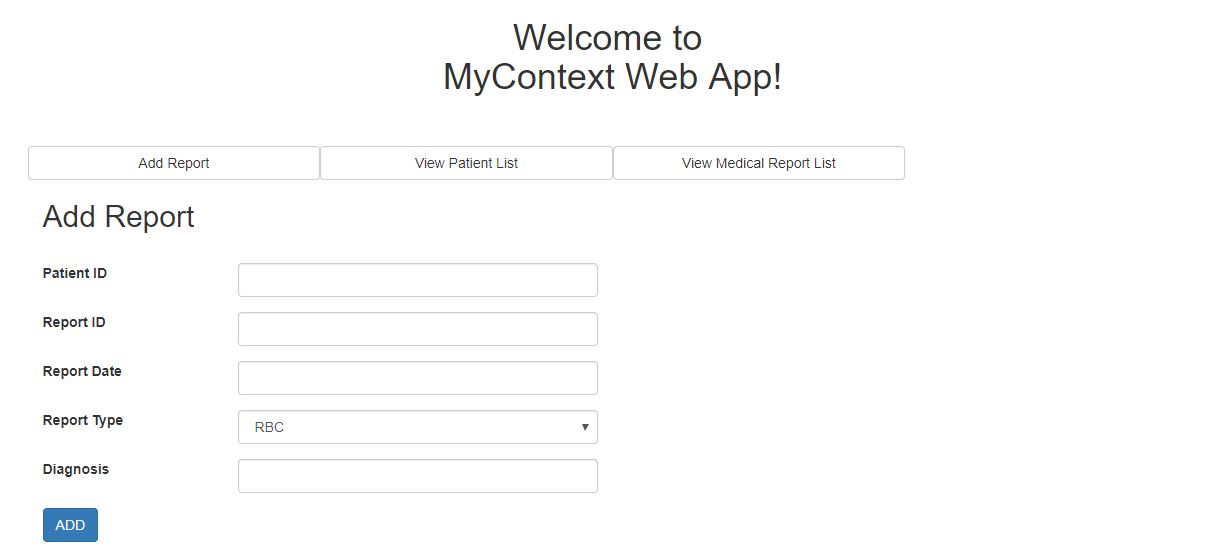 Welcome to
MyContext Web App!
Add Report
View Patient List
View Medical Report List
Add Report
Patient ID
Report ID
Report Date
Report Type
RBC
Diagnosis
ADD